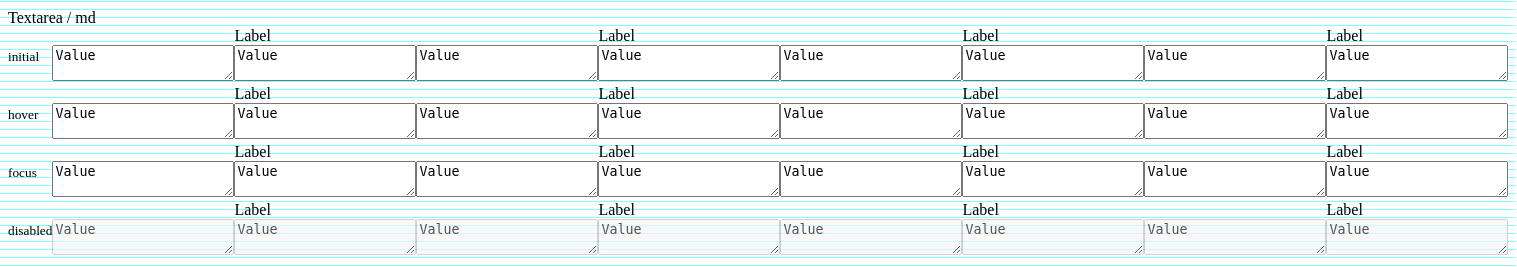 Textarea / md
Label Label Label Label
initial Value Value Value Value Value Value Value Value
Label Label Label Label
hover Value Value Value Value Value Value Value Value
Label Label Label Label
focus Value Value Value Value Value Value Value Value
Label Label Label Label
disabled Value Value Value Value Value Value Value Value